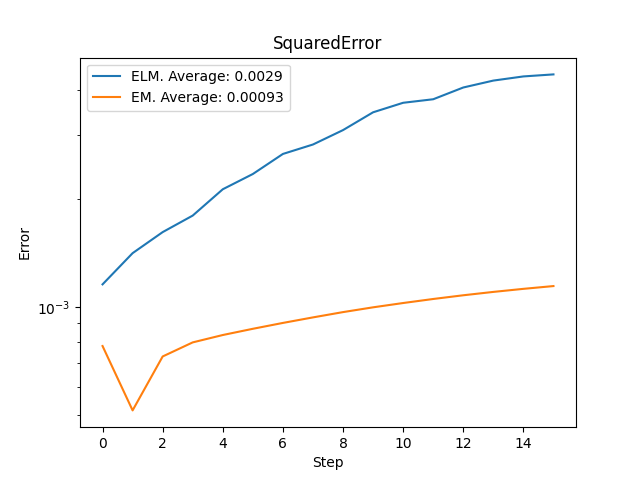 SquaredError
ELM. Average: 0.0029
EM. Average: 0.00093
Error
10⁻³
0 2 4 6 8 10 12 14
Step